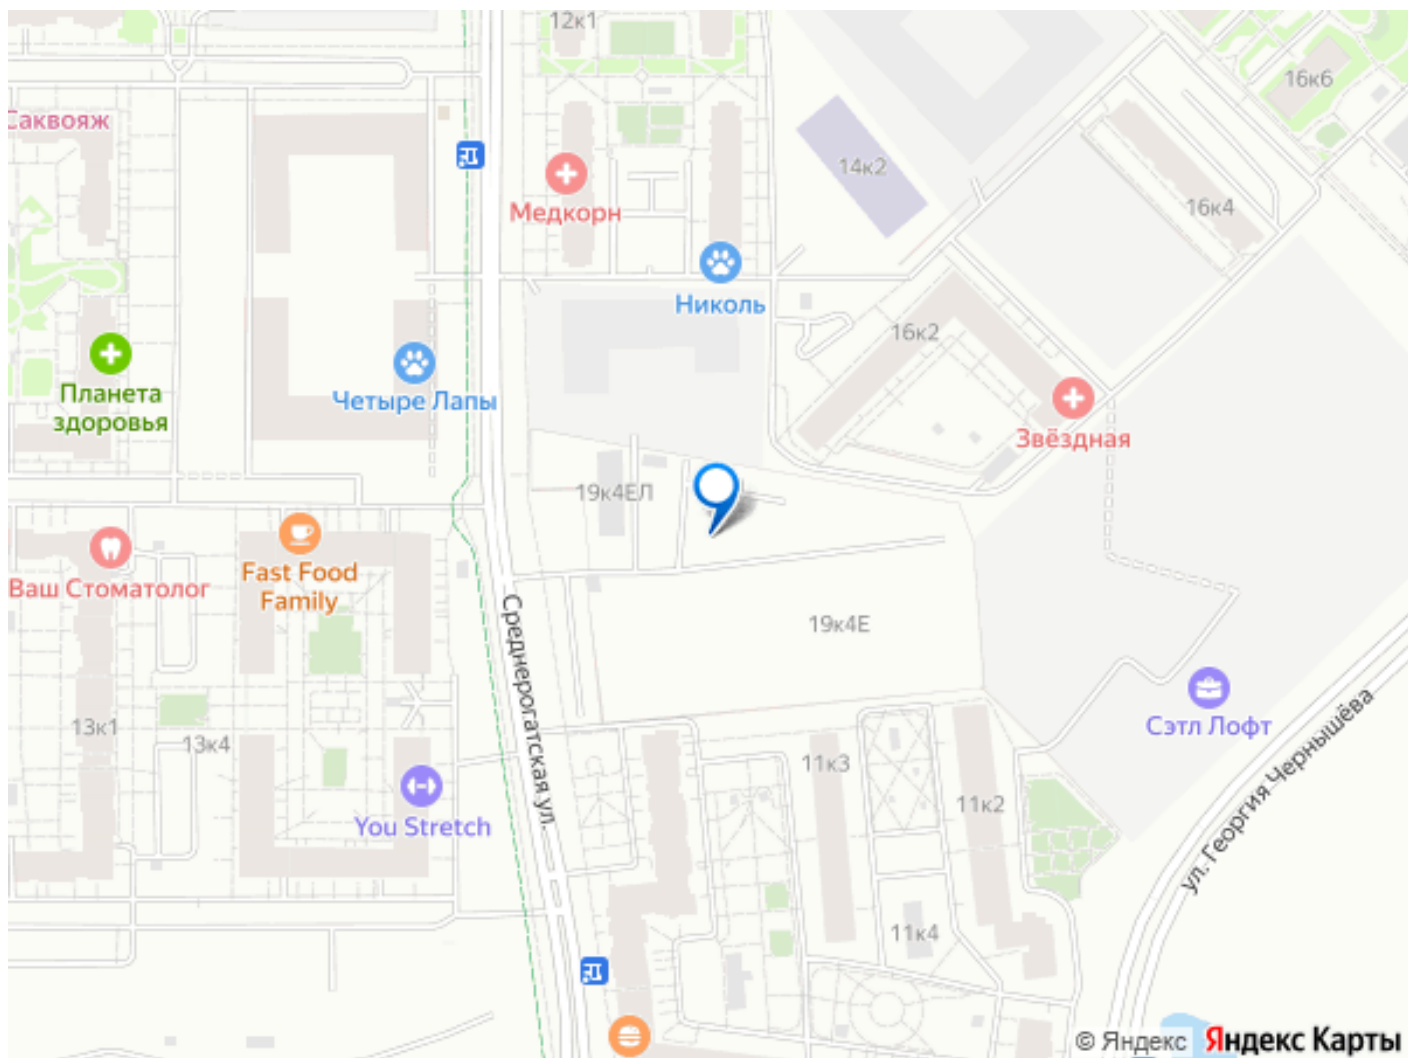 12к1
16к6
Саквояж
14к2
Медкорн
16к4
Николь
16к2
Планета
здоровья
Четыре Лапы
Звёздная
19к4ЕЛ
Ваш Стоматолог
Fast Food
Family
19к4Е
Среднерогатская ул.
13к1
13к4
Сэтл Лофт
ул. Георгия Чернышёва
11к3
11к2
You Stretch
11к4
© Яндекс Яндекс Карты